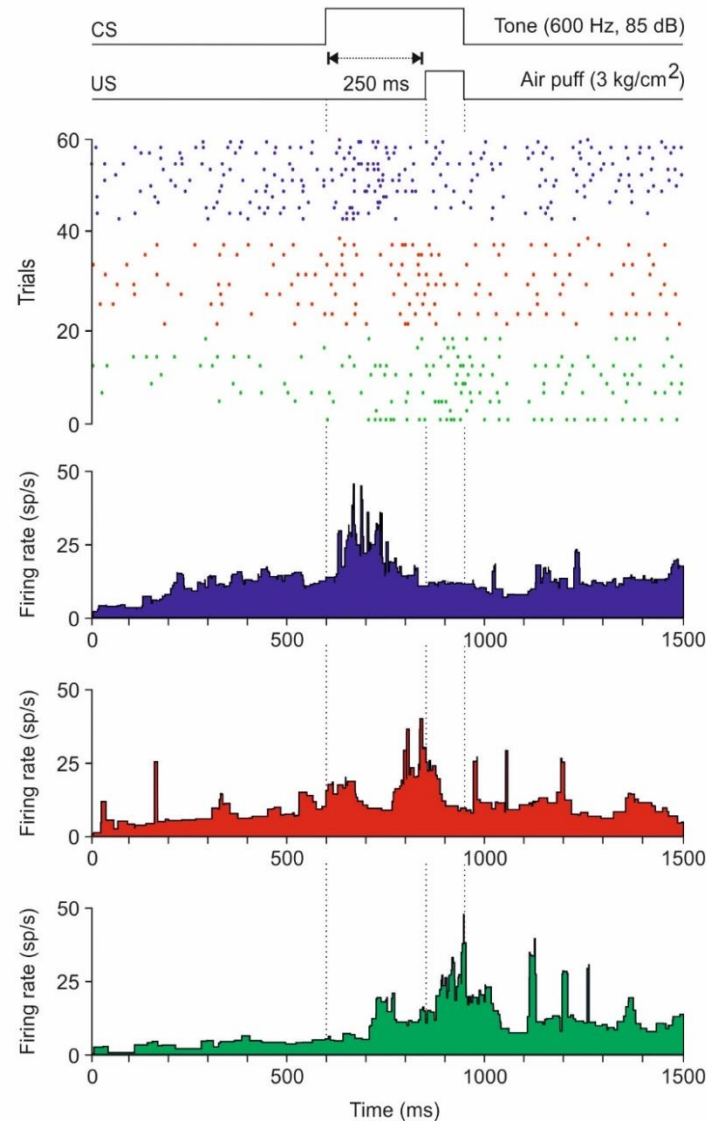 CS
Tone (600 Hz, 85 dB)
250 ms
US
Air puff (3 kg/cm2)
60
40
20
0
Trials
50
25
0
Firing rate (sp/s)
0 500 1000 1500
50
25
0
Firing rate (sp/s)
0 500 1000 1500
50
25
0
Firing rate (sp/s)
0 500 1000 1500
Time (ms)